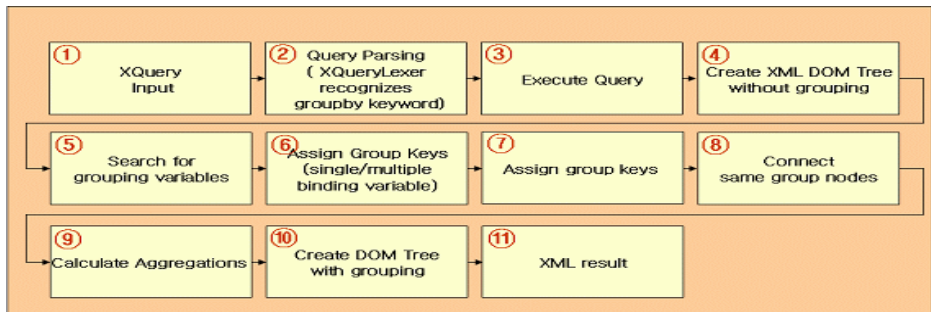 ①
XQuery
Input
②
Query Parsing
( XQueryLexer
recognizes
groupby keyword)
③
Execute Query
④
Create XML DOM Tree
without grouping
⑤
Search for
grouping variables
⑥
Assign Group Keys
(single/multiple
binding variable)
⑦
Assign group keys
⑧
Connect
same group nodes
⑨
Calculate Aggregations
⑩
Create DOM Tree
with grouping
⑪
XML result